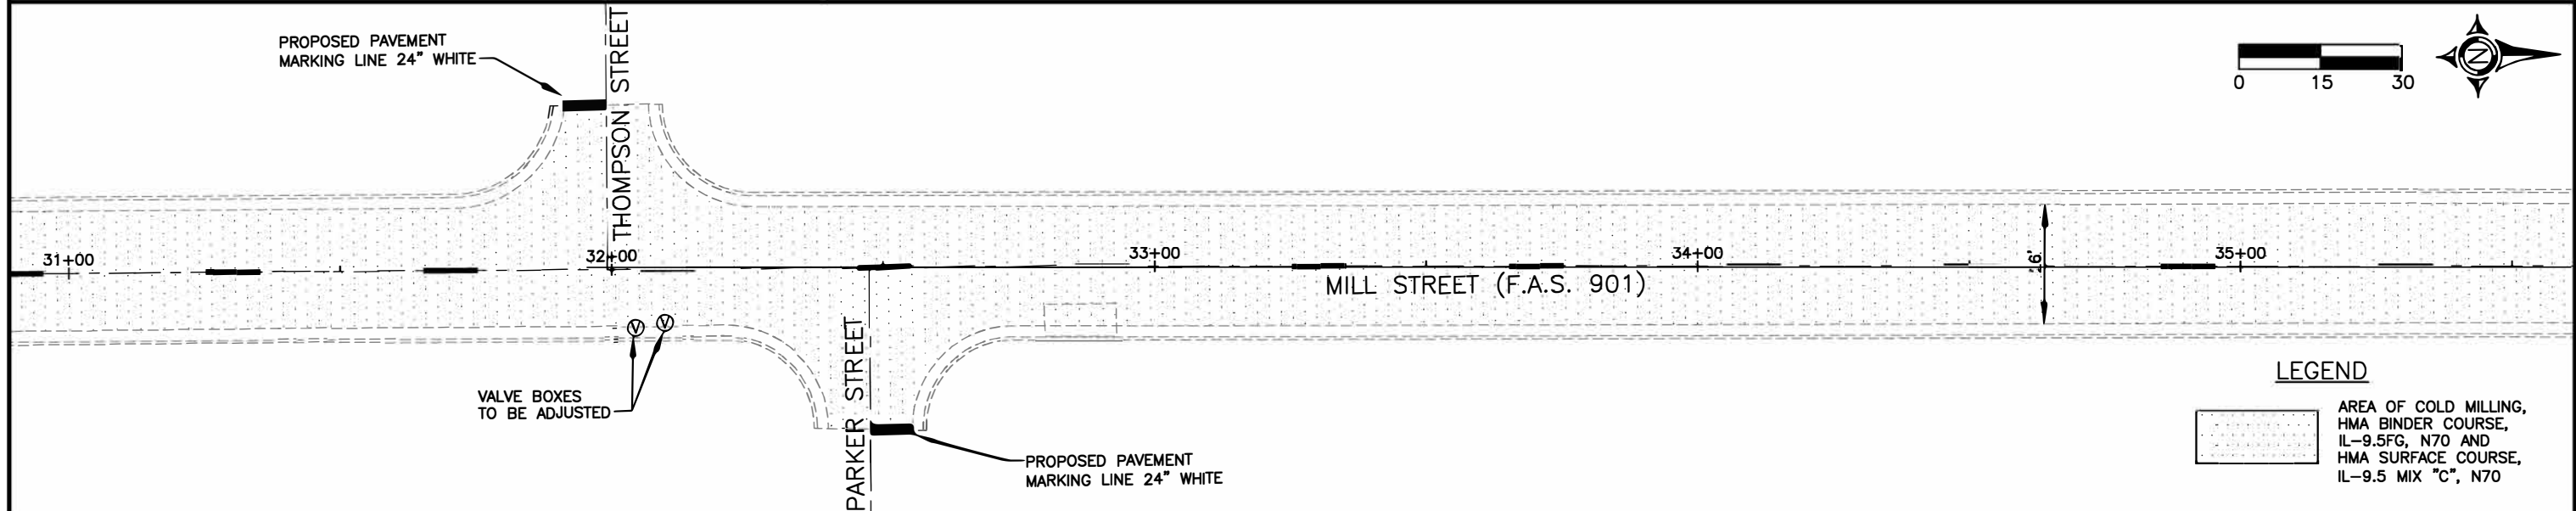 PROPOSED PAVEMENT
MARKING LINE 24" WHITE
THOMPSON STREET
0 15 30
N
31+00
32+00
33+00
34+00
35+00
MILL STREET (F.A.S. 901)
26'
V V
VALVE BOXES
TO BE ADJUSTED
PARKER STREET
PROPOSED PAVEMENT
MARKING LINE 24" WHITE
LEGEND
AREA OF COLD MILLING,
HMA BINDER COURSE,
IL-9.5FG, N70 AND
HMA SURFACE COURSE,
IL-9.5 MIX "C", N70